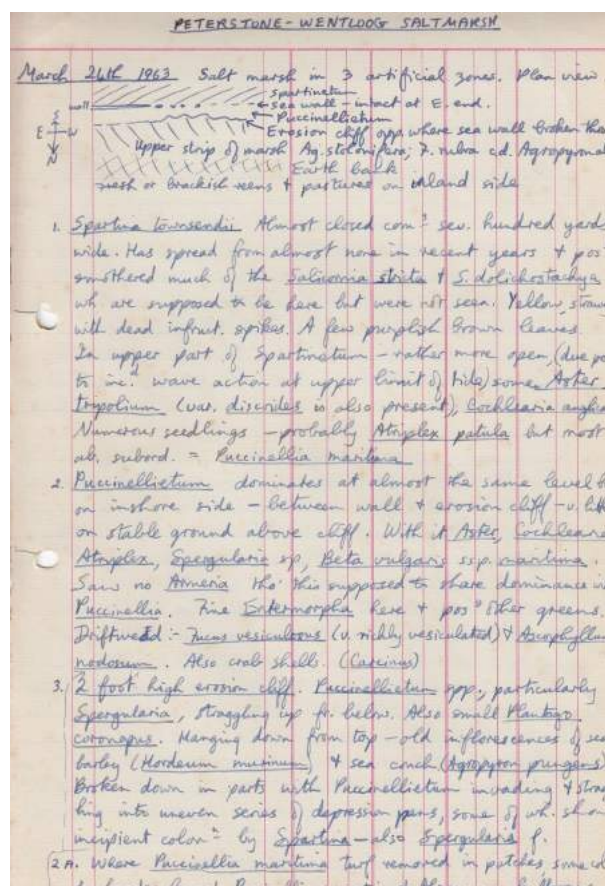 PETERSTONE - WENTLOOG SALTMARSH
March 26th 1963 Salt marsh in 3 artificial zones. Plan view
Spartinetum
wall sea wall - intact at E. end.
Puccinellietum
S
E W
N
Erosion cliff opp. where sea wall broken
Upper strip of marsh Ag. stolonifera; F. rubra cd. Agropyron
Earth bank
fresh or brackish reens & pastures on inland side
1. Spartina townsendii Almost closed comn sev. hundred yards
wide. Has spread from almost none in recent years & pos
smothered much of the Salicornia stricta & S. dolichostachya
wh are supposed to be here but were not seen. Yellow, straw
with dead infruit. spikes. A few purplish brown leaves
In upper part of Spartinetum - rather more open, (due
to inc.d wave action at upper limit of tide) some Aster
tripolium (var. discoides is also present), Cochlearia anglica
Numerous seedlings - probably Atriplex patula but most
ab. subord. = Puccinellia maritima
2. Puccinellietum dominates at almost the same level
on inshore side - between wall & erosion cliff - v.
on stable ground above cliff. With it Aster, Cochlearia
Atriplex, Spergularia sp, Beta vulgaris ssp. maritima.
Saw no Armeria tho' this supposed to share dominance
Puccinellia. Fine Enteromorpha here & pos. other greens.
Driftweed :- Fucus vesiculosus (v. richly vesiculated) & Ascophyllum
nodosum. Also crab shells. (Carcinus)
3. 2 foot high erosion cliff. Puccinellietum spp., particularly
Spergularia, straggling up fr. below. Also small Plantago
coronopus. Hanging down from top - old inflorescences of sea
barley (Hordeum marinum) & sea couch (Agropyron pungens)
Broken down in parts with Puccinellietum invading &
into uneven series of depression pans, some of wh. show
incipient colonn by Spartina - also Spergularia f.
2A. Where Puccinellia maritima turf removed in patches some